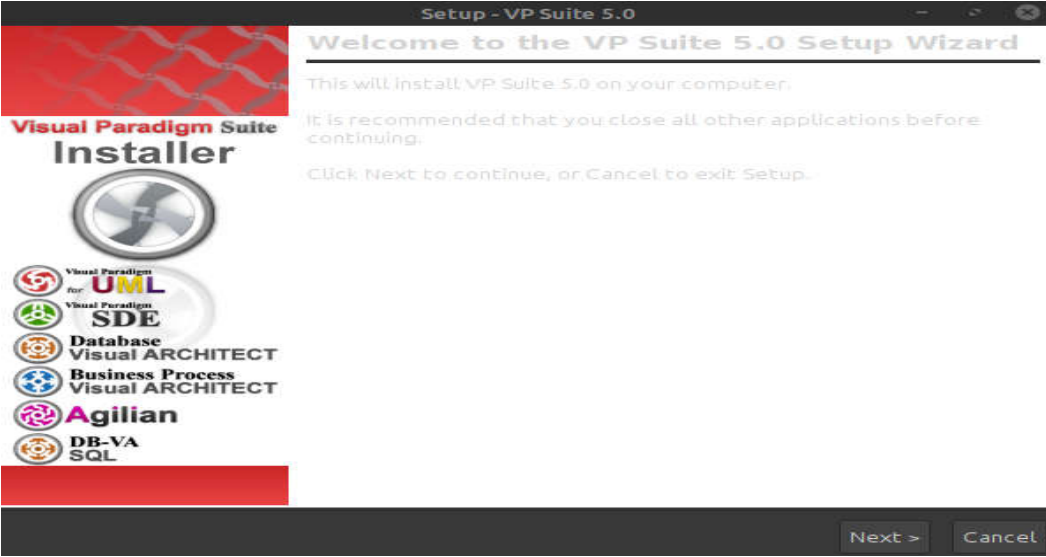 Setup - VP Suite 5.0
Welcome to the VP Suite 5.0 Setup Wizard
This will install VP Suite 5.0 on your computer.
It is recommended that you close all other applications before
continuing.
Click Next to continue, or Cancel to exit Setup.
Visual Paradigm Suite
Installer
Visual Paradigm
for UML
Visual Paradigm
SDE
Database
Visual ARCHITECT
Business Process
Visual ARCHITECT
Agilian
DB-VA
SQL
Next >
Cancel